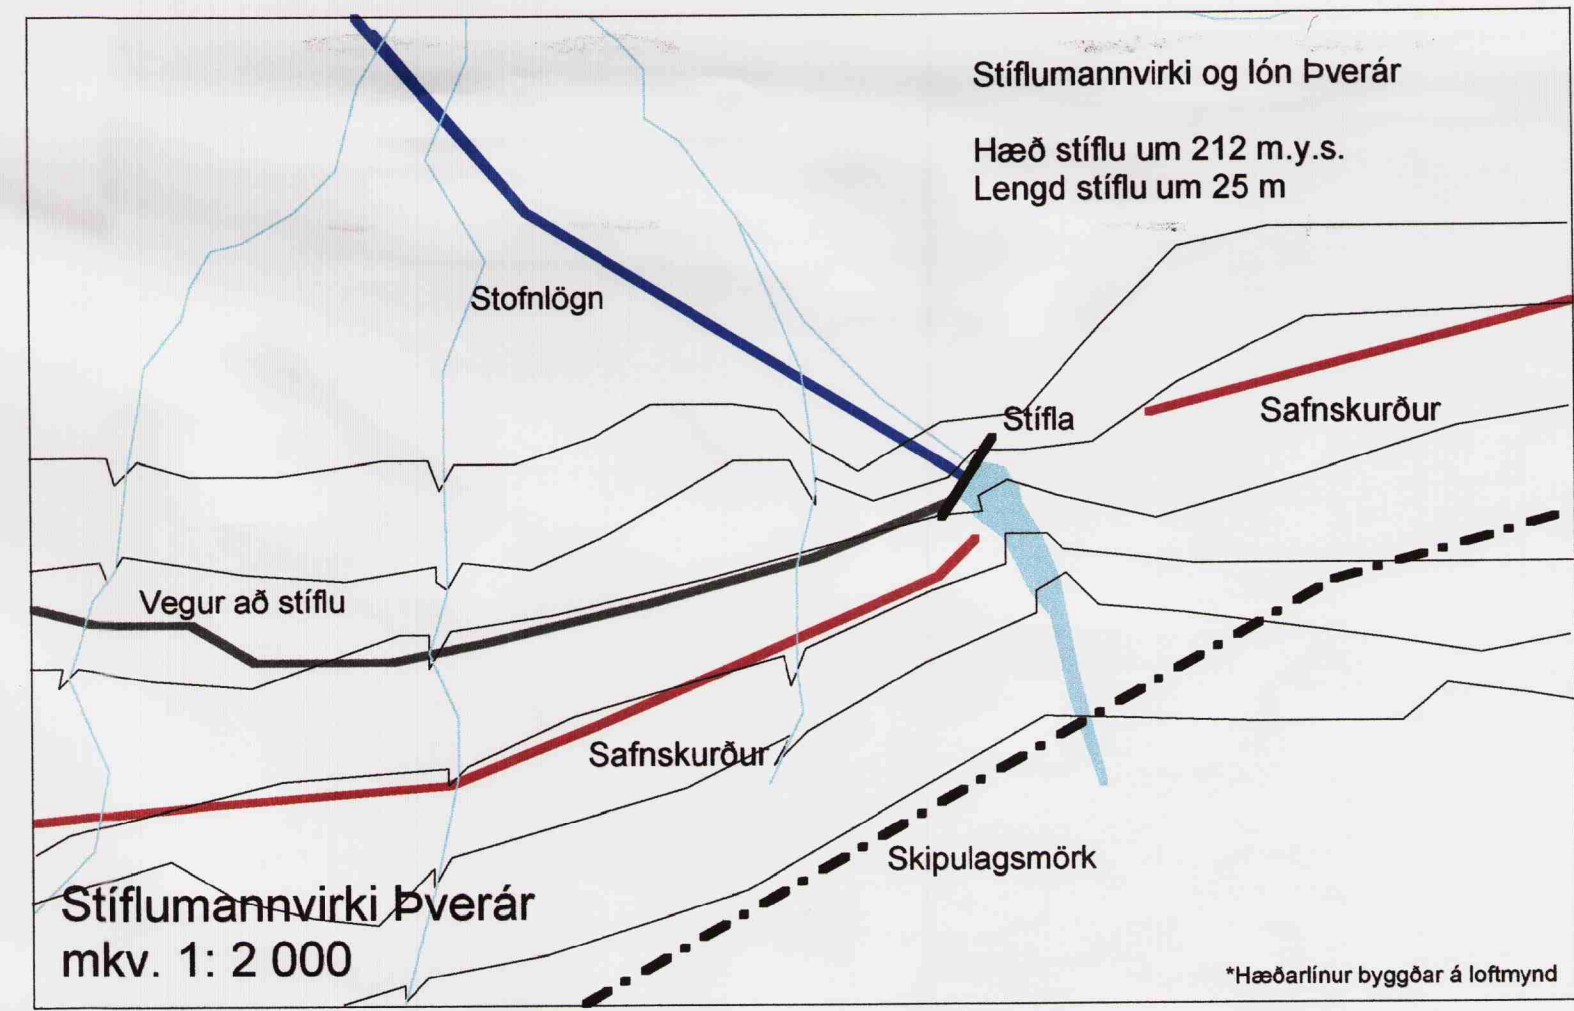 Stíflumannvirki og lón Þverár
Hæð stíflu um 212 m.y.s.
Lengd stíflu um 25 m
Stofnlögn
Stífla
Safnskurður
Vegur að stíflu
Safnskurður
Skipulagsmörk
Stíflumannvirki Þverár
mkv. 1: 2 000
*Hæðarlínur byggðar á loftmynd